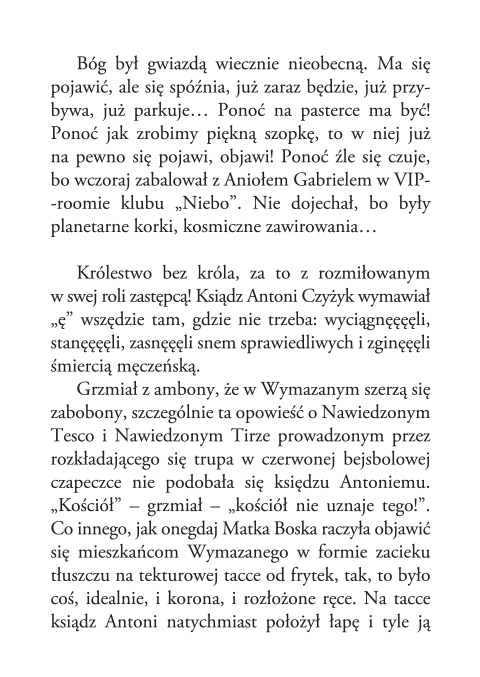 Bóg był gwiazdą wiecznie nieobecną. Ma się
pojawić, ale się spóźnia, już zaraz będzie, już przy-
bywa, już parkuje… Ponoć na pasterce ma być!
Ponoć jak zrobimy piękną szopkę, to w niej już
na pewno się pojawi, objawi! Ponoć źle się czuje,
bo wczoraj zabalował z Aniołem Gabrielem w VIP-
-roomie klubu „Niebo”. Nie dojechał, bo były
planetarne korki, kosmiczne zawirowania…
Królestwo bez króla, za to z rozmiłowanym
w swej roli zastępcą! Ksiądz Antoni Czyżyk wymawiał
„ę” wszędzie tam, gdzie nie trzeba: wyciągnęęęęli,
stanęęęęli, zasnęęęli snem sprawiedliwych i zginęęęli
śmiercią męczeńską.
Grzmiał z ambony, że w Wymazanym szerzą się
zabobony, szczególnie ta opowieść o Nawiedzonym
Tesco i Nawiedzonym Tirze prowadzonym przez
rozkładającego się trupa w czerwonej bejsbolowej
czapeczce nie podobała się księdzu Antoniemu.
„Kościół” – grzmiał – „kościół nie uznaje tego!”.
Co innego, jak onegdaj Matka Boska raczyła objawić
się mieszkańcom Wymazanego w formie zacieku
tłuszczu na tekturowej tacce od frytek, tak, to było
coś, idealnie, i korona, i rozłożone ręce. Na tacce
ksiądz Antoni natychmiast położył łapę i tyle ją